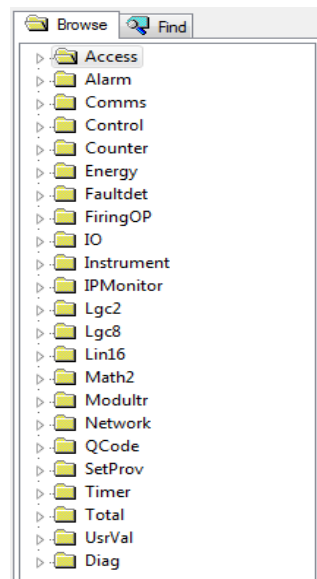 Browse Find
Access
Alarm
Comms
Control
Counter
Energy
Faultdet
FiringOP
IO
Instrument
IPMonitor
Lgc2
Lgc8
Lin16
Math2
Modultr
Network
QCode
SetProv
Timer
Total
UsrVal
Diag